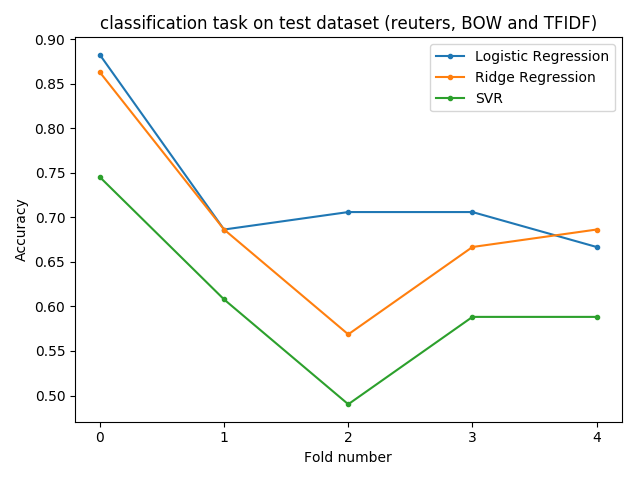 classification task on test dataset (reuters, BOW and TFIDF)
Logistic Regression
Ridge Regression
SVR
0.90
0.85
0.80
0.75
0.70
0.65
0.60
0.55
0.50
Accuracy
0 1 2 3 4
Fold number